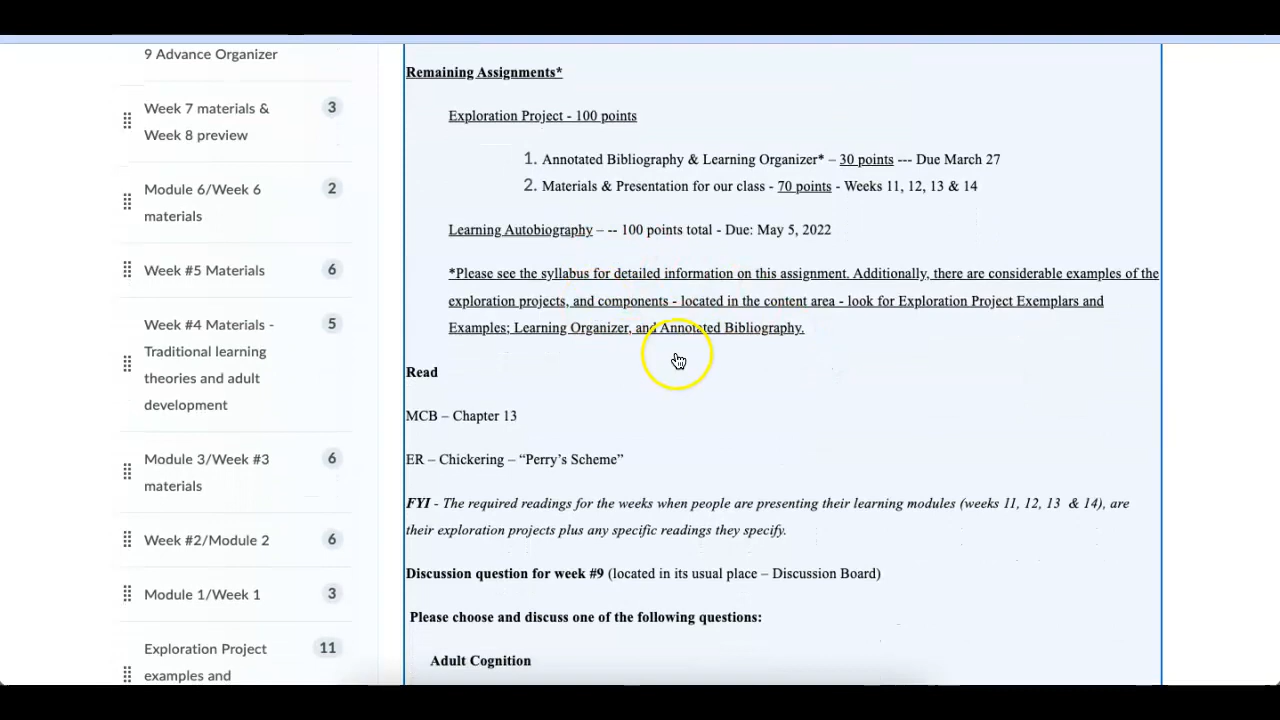 9 Advance Organizer
Week 7 materials &
Week 8 preview
3
Module 6/Week 6
materials
2
Week #5 Materials
6
Week #4 Materials -
Traditional learning
theories and adult
development
5
Module 3/Week #3
materials
6
Week #2/Module 2
6
Module 1/Week 1
3
Exploration Project
examples and
11
Remaining Assignments*
Exploration Project - 100 points
1. Annotated Bibliography & Learning Organizer* – 30 points --- Due March 27
2. Materials & Presentation for our class - 70 points - Weeks 11, 12, 13 & 14
Learning Autobiography – -- 100 points total - Due: May 5, 2022
*Please see the syllabus for detailed information on this assignment. Additionally, there are considerable examples of the
exploration projects, and components - located in the content area - look for Exploration Project Exemplars and
Examples; Learning Organizer, and Annotated Bibliography.
Read
MCB – Chapter 13
ER – Chickering – “Perry’s Scheme”
FYI - The required readings for the weeks when people are presenting their learning modules (weeks 11, 12, 13 & 14), are
their exploration projects plus any specific readings they specify.
Discussion question for week #9 (located in its usual place – Discussion Board)
Please choose and discuss one of the following questions:
Adult Cognition